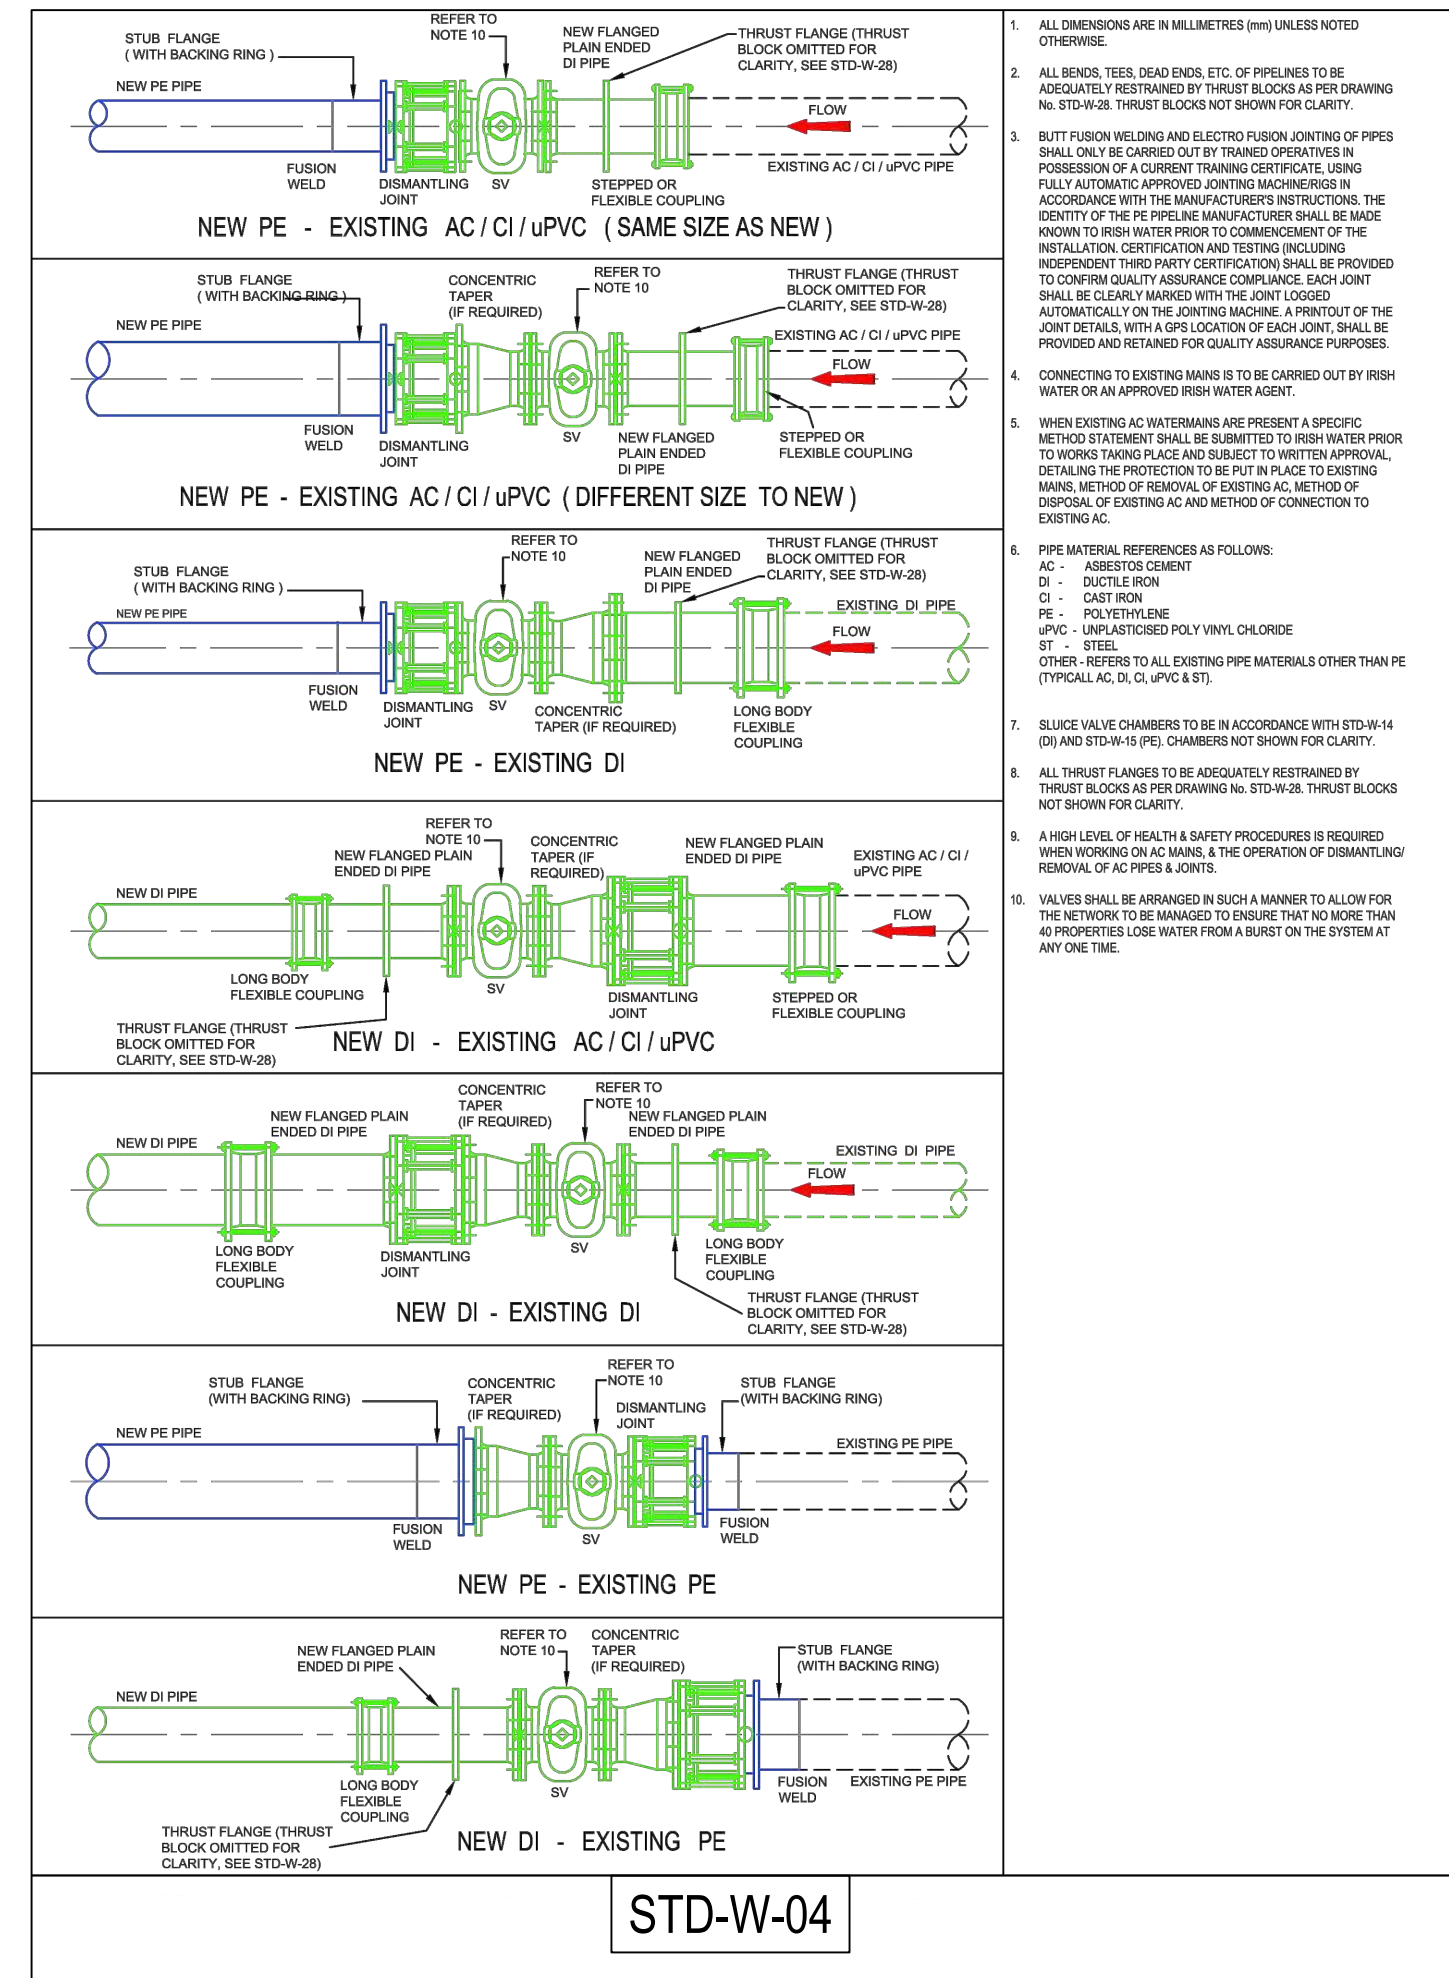 STUB FLANGE
( WITH BACKING RING )
NEW PE PIPE
REFER TO
NOTE 10
NEW FLANGED
PLAIN ENDED
DI PIPE
THRUST FLANGE (THRUST
BLOCK OMITTED FOR
CLARITY, SEE STD-W-28)
FLOW
EXISTING AC / CI / uPVC PIPE
FUSION
WELD
DISMANTLING
JOINT
SV
STEPPED OR
FLEXIBLE COUPLING
NEW PE - EXISTING AC / CI / uPVC ( SAME SIZE AS NEW )
STUB FLANGE
( WITH BACKING RING )
NEW PE PIPE
CONCENTRIC
TAPER
(IF REQUIRED)
REFER TO
NOTE 10
THRUST FLANGE (THRUST
BLOCK OMITTED FOR
CLARITY, SEE STD-W-28)
EXISTING AC / CI / uPVC PIPE
FLOW
FUSION
WELD
DISMANTLING
JOINT
SV
NEW FLANGED
PLAIN ENDED
DI PIPE
STEPPED OR
FLEXIBLE COUPLING
NEW PE - EXISTING AC / CI / uPVC ( DIFFERENT SIZE TO NEW )
STUB FLANGE
( WITH BACKING RING )
NEW PE PIPE
REFER TO
NOTE 10
NEW FLANGED
PLAIN ENDED
DI PIPE
THRUST FLANGE (THRUST
BLOCK OMITTED FOR
CLARITY, SEE STD-W-28)
EXISTING DI PIPE
FLOW
FUSION
WELD
DISMANTLING
JOINT
SV
CONCENTRIC
TAPER (IF REQUIRED)
LONG BODY
FLEXIBLE
COUPLING
NEW PE - EXISTING DI
NEW DI PIPE
NEW FLANGED PLAIN
ENDED DI PIPE
REFER TO
NOTE 10
CONCENTRIC
TAPER (IF
REQUIRED)
NEW FLANGED PLAIN
ENDED DI PIPE
EXISTING AC / CI /
uPVC PIPE
FLOW
LONG BODY
FLEXIBLE COUPLING
SV
DISMANTLING
JOINT
STEPPED OR
FLEXIBLE COUPLING
THRUST FLANGE (THRUST
BLOCK OMITTED FOR
CLARITY, SEE STD-W-28)
NEW DI - EXISTING AC / CI / uPVC
NEW DI PIPE
NEW FLANGED PLAIN
ENDED DI PIPE
CONCENTRIC
TAPER
(IF REQUIRED)
REFER TO
NOTE 10
NEW FLANGED PLAIN
ENDED DI PIPE
EXISTING DI PIPE
FLOW
LONG BODY
FLEXIBLE
COUPLING
DISMANTLING
JOINT
SV
LONG BODY
FLEXIBLE
COUPLING
THRUST FLANGE (THRUST
BLOCK OMITTED FOR
CLARITY, SEE STD-W-28)
NEW DI - EXISTING DI
STUB FLANGE
(WITH BACKING RING)
NEW PE PIPE
CONCENTRIC
TAPER
(IF REQUIRED)
REFER TO
NOTE 10
DISMANTLING
JOINT
STUB FLANGE
(WITH BACKING RING)
EXISTING PE PIPE
FUSION
WELD
SV
FUSION
WELD
NEW PE - EXISTING PE
NEW FLANGED PLAIN
ENDED DI PIPE
NEW DI PIPE
REFER TO
NOTE 10
CONCENTRIC
TAPER
(IF REQUIRED)
STUB FLANGE
(WITH BACKING RING)
LONG BODY
FLEXIBLE
COUPLING
SV
FUSION
WELD
EXISTING PE PIPE
THRUST FLANGE (THRUST
BLOCK OMITTED FOR
CLARITY, SEE STD-W-28)
NEW DI - EXISTING PE
1. ALL DIMENSIONS ARE IN MILLIMETRES (mm) UNLESS NOTED
OTHERWISE.
2. ALL BENDS, TEES, DEAD ENDS, ETC. OF PIPELINES TO BE
ADEQUATELY RESTRAINED BY THRUST BLOCKS AS PER DRAWING
No. STD-W-28. THRUST BLOCKS NOT SHOWN FOR CLARITY.
3. BUTT FUSION WELDING AND ELECTRO FUSION JOINTING OF PIPES
SHALL ONLY BE CARRIED OUT BY TRAINED OPERATIVES IN
POSSESSION OF A CURRENT TRAINING CERTIFICATE, USING
FULLY AUTOMATIC APPROVED JOINTING MACHINE/RIGS IN
ACCORDANCE WITH THE MANUFACTURER'S INSTRUCTIONS. THE
IDENTITY OF THE PE PIPELINE MANUFACTURER SHALL BE MADE
KNOWN TO IRISH WATER PRIOR TO COMMENCEMENT OF THE
INSTALLATION. CERTIFICATION AND TESTING (INCLUDING
INDEPENDENT THIRD PARTY CERTIFICATION) SHALL BE PROVIDED
TO CONFIRM QUALITY ASSURANCE COMPLIANCE. EACH JOINT
SHALL BE CLEARLY MARKED WITH THE JOINT LOGGED
AUTOMATICALLY ON THE JOINTING MACHINE. A PRINTOUT OF THE
JOINT DETAILS, WITH A GPS LOCATION OF EACH JOINT, SHALL BE
PROVIDED AND RETAINED FOR QUALITY ASSURANCE PURPOSES.
4. CONNECTING TO EXISTING MAINS IS TO BE CARRIED OUT BY IRISH
WATER OR AN APPROVED IRISH WATER AGENT.
5. WHEN EXISTING AC WATERMAINS ARE PRESENT A SPECIFIC
METHOD STATEMENT SHALL BE SUBMITTED TO IRISH WATER PRIOR
TO WORKS TAKING PLACE AND SUBJECT TO WRITTEN APPROVAL,
DETAILING THE PROTECTION TO BE PUT IN PLACE TO EXISTING
MAINS, METHOD OF REMOVAL OF EXISTING AC, METHOD OF
DISPOSAL OF EXISTING AC AND METHOD OF CONNECTION TO
EXISTING AC.
6. PIPE MATERIAL REFERENCES AS FOLLOWS:
AC - ASBESTOS CEMENT
DI - DUCTILE IRON
CI - CAST IRON
PE - POLYETHYLENE
uPVC - UNPLASTICISED POLY VINYL CHLORIDE
ST - STEEL
OTHER - REFERS TO ALL EXISTING PIPE MATERIALS OTHER THAN PE
(TYPICALL AC, DI, CI, uPVC & ST).
7. SLUICE VALVE CHAMBERS TO BE IN ACCORDANCE WITH STD-W-14
(DI) AND STD-W-15 (PE). CHAMBERS NOT SHOWN FOR CLARITY.
8. ALL THRUST FLANGES TO BE ADEQUATELY RESTRAINED BY
THRUST BLOCKS AS PER DRAWING No. STD-W-28. THRUST BLOCKS
NOT SHOWN FOR CLARITY.
9. A HIGH LEVEL OF HEALTH & SAFETY PROCEDURES IS REQUIRED
WHEN WORKING ON AC MAINS, & THE OPERATION OF DISMANTLING/
REMOVAL OF AC PIPES & JOINTS.
10. VALVES SHALL BE ARRANGED IN SUCH A MANNER TO ALLOW FOR
THE NETWORK TO BE MANAGED TO ENSURE THAT NO MORE THAN
40 PROPERTIES LOSE WATER FROM A BURST ON THE SYSTEM AT
ANY ONE TIME.
STD-W-04